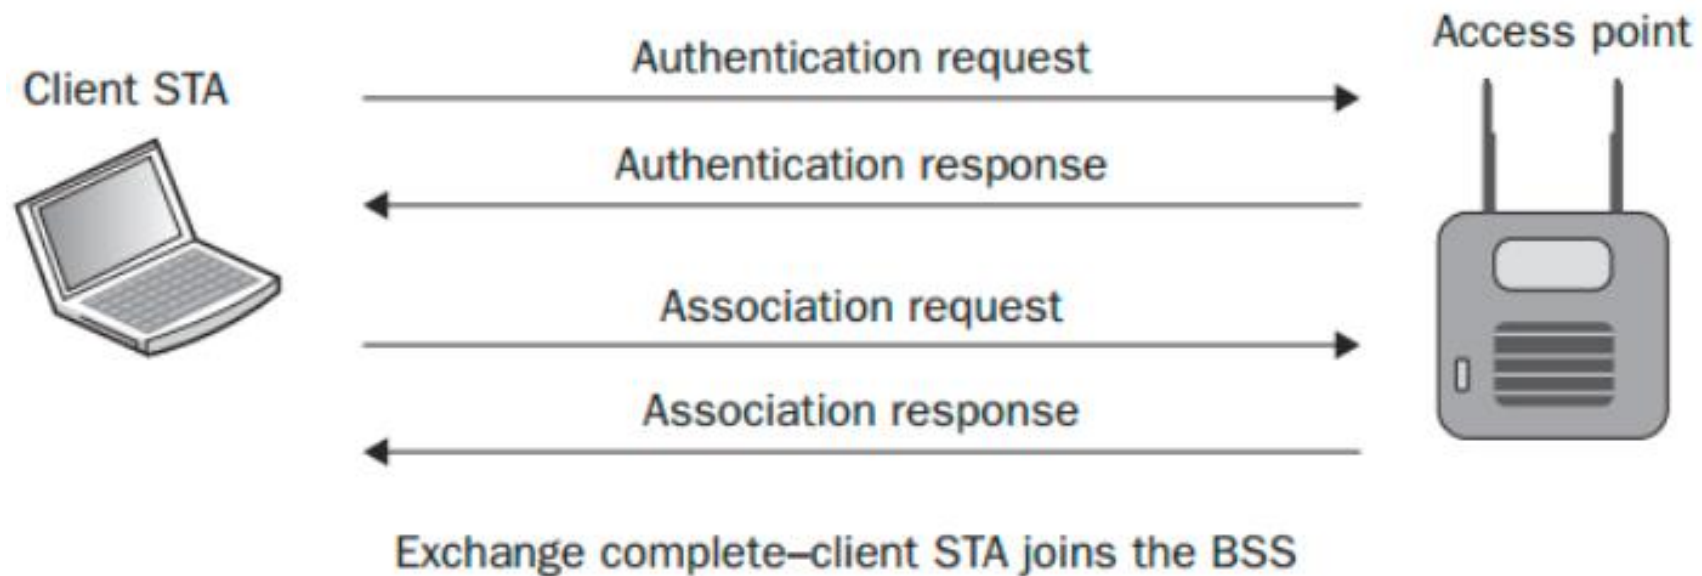 Access point
Client STA
Authentication request
Authentication response
Association request
Association response
Exchange complete–client STA joins the BSS